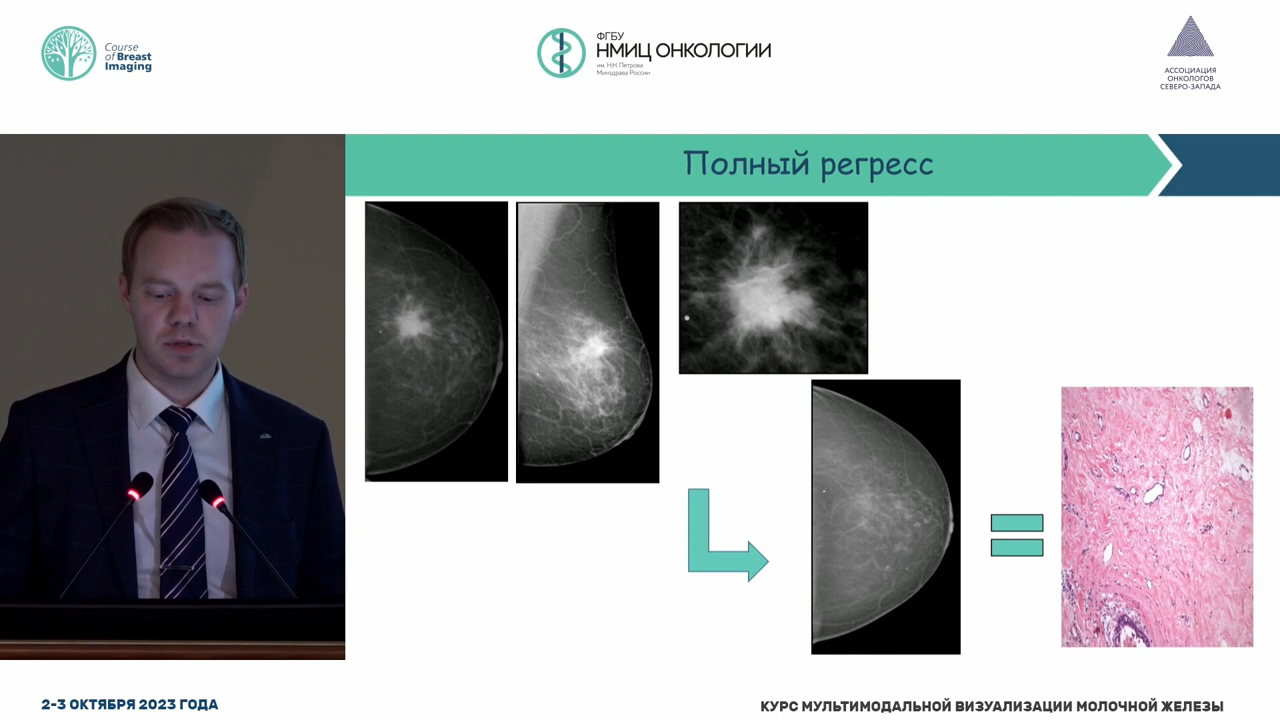 Course
of Breast
Imaging
ФГБУ
НМИЦ ОНКОЛОГИИ
им. Н.Н. Петрова
Минздрава России
АССОЦИАЦИЯ
ОНКОЛОГОВ
СЕВЕРО-ЗАПАДА
Полный регресс
2-3 ОКТЯБРЯ 2023 ГОДА
КУРС МУЛЬТИМОДАЛЬНОЙ ВИЗУАЛИЗАЦИИ МОЛОЧНОЙ ЖЕЛЕЗЫ